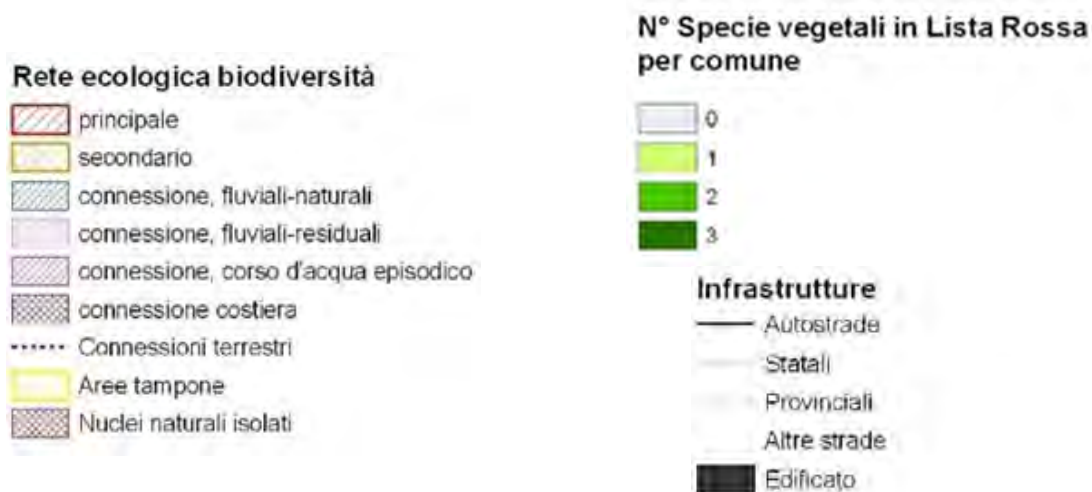 Rete ecologica biodiversità
principale
secondario
connessione, fluviali-naturali
connessione, fluviali-residuali
connessione, corso d'acqua episodico
connessione costiera
Connessioni terrestri
Aree tampone
Nuclei naturali isolati
N° Specie vegetali in Lista Rossa
per comune
0
1
2
3
Infrastrutture
Autostrade
Statali
Provinciali
Altre strade
Edificato